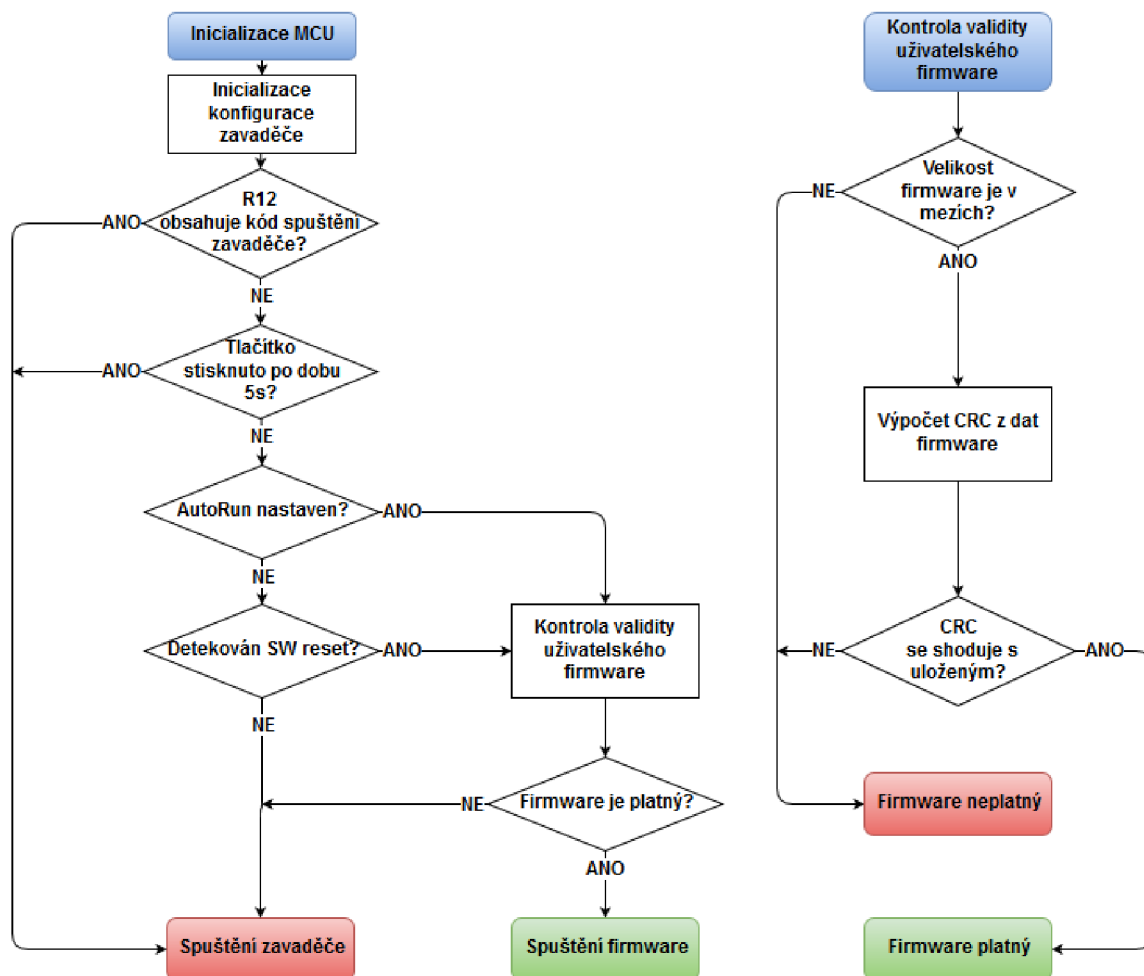 Inicializace MCU
Inicializace
konfigurace
zavaděče
R12
obsahuje kód spuštění
zavaděče?
ANO
NE
Tlačítko
stisknuto po dobu
5s?
ANO
NE
AutoRun nastaven?
ANO
NE
Detekován SW reset?
ANO
NE
Kontrola validity
uživatelského
firmware
Firmware je platný?
NE
ANO
Spuštění zavaděče
Spuštění firmware
Kontrola validity
uživatelského
firmware
Velikost
firmware je v
mezích?
NE
ANO
Výpočet CRC z dat
firmware
CRC
se shoduje s
uloženým?
NE
ANO
Firmware neplatný
Firmware platný